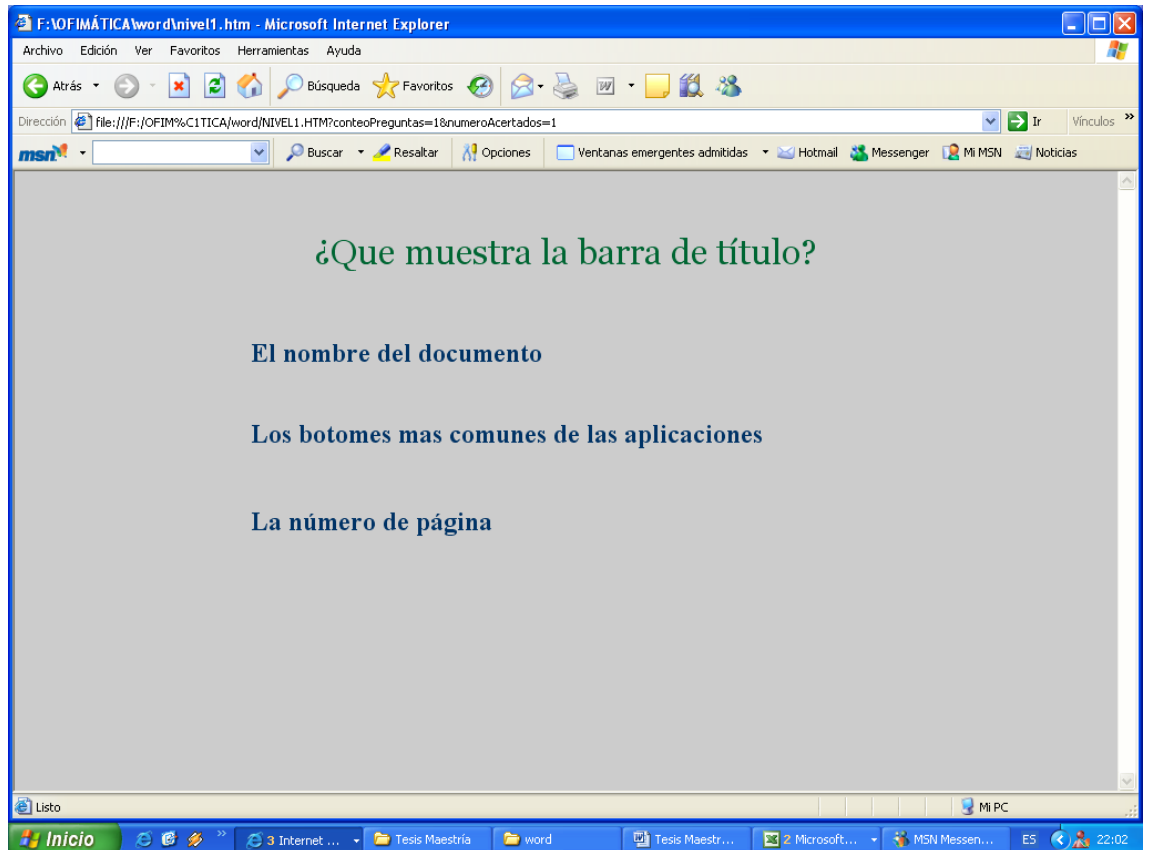 F:\OFIMÁTICA\word\nivel1.htm - Microsoft Internet Explorer
Archivo Edición Ver Favoritos Herramientas Ayuda
Atrás Búsqueda Favoritos
Dirección file:///F:/OFIM%C1TICA/word/NIVEL1.HTM?conteoPreguntas=1&numeroAcertados=1 Ir Vínculos »
msn Buscar Resaltar Opciones Ventanas emergentes admitidas Hotmail Messenger Mi MSN Noticias
¿Que muestra la barra de título?
El nombre del documento
Los botomes mas comunes de las aplicaciones
La número de página
Listo Mi PC
Inicio » 3 Internet ... Tesis Maestría word Tesis Maestr... 2 Microsoft... MSN Messen... ES 22:02